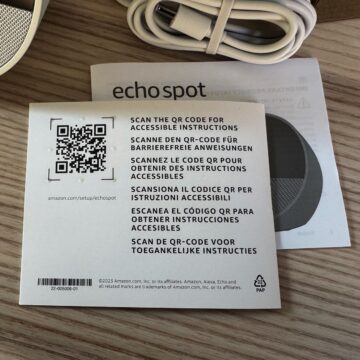 echo spot
SCAN THE QR CODE FOR
ACCESSIBLE INSTRUCTIONS
SCANNE DEN QR-CODE FÜR
BARRIEREFREIE ANWEISUNGEN
SCANNEZ LE CODE QR POUR
OBTENIR DES INSTRUCTIONS
ACCESSIBLES
SCANSIONA IL CODICE QR PER
ISTRUZIONI ACCESSIBILI
ESCANEA EL CÓDIGO QR PARA
OBTENER INSTRUCCIONES
ACCESIBLES
SCAN DE QR-CODE VOOR
TOEGANKELIJKE INSTRUCTIES
amazon.com/setup/echospot
22-005006-01
©2023 Amazon.com, Inc. or its affiliates. Amazon, Alexa, Echo and
all related marks are trademarks of Amazon.com, Inc. or its affiliates.
PAP